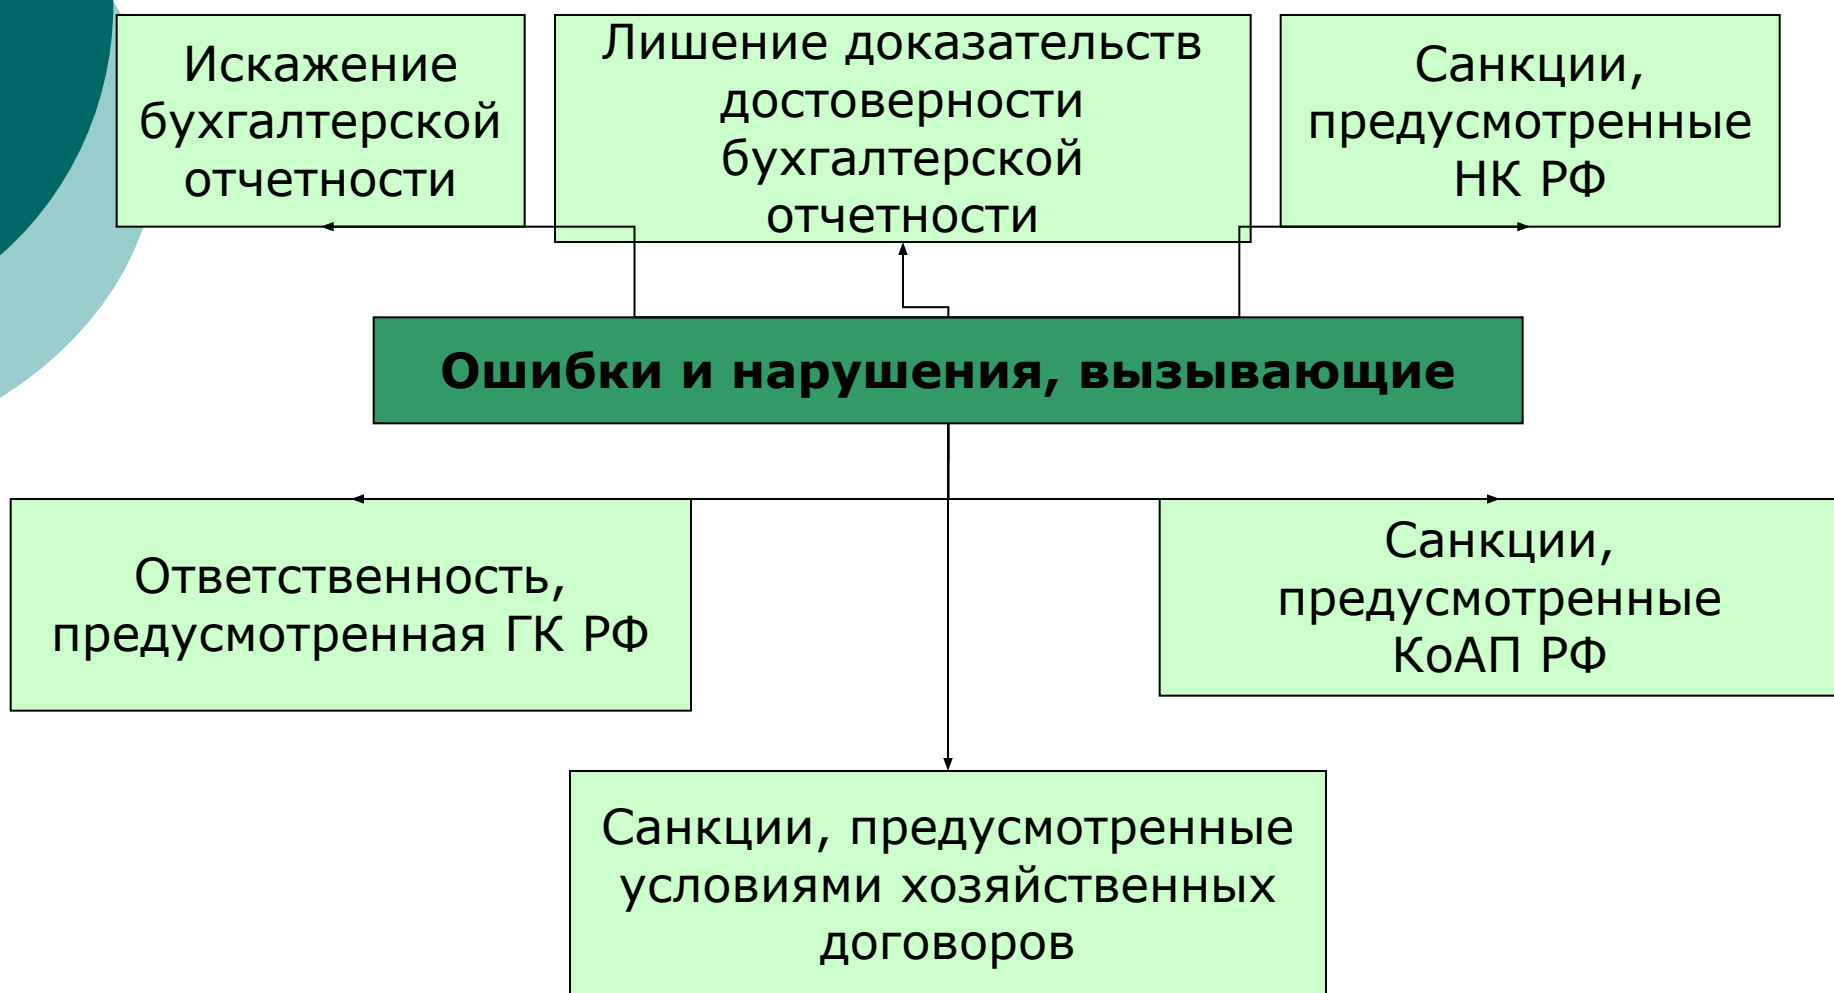 Искажение
бухгалтерской
отчетности
Лишение доказательств
достоверности
бухгалтерской
отчетности
Санкции,
предусмотренные
НК РФ
Ошибки и нарушения, вызывающие
Ответственность,
предусмотренная ГК РФ
Санкции,
предусмотренные
КоАП РФ
Санкции, предусмотренные
условиями хозяйственных
договоров